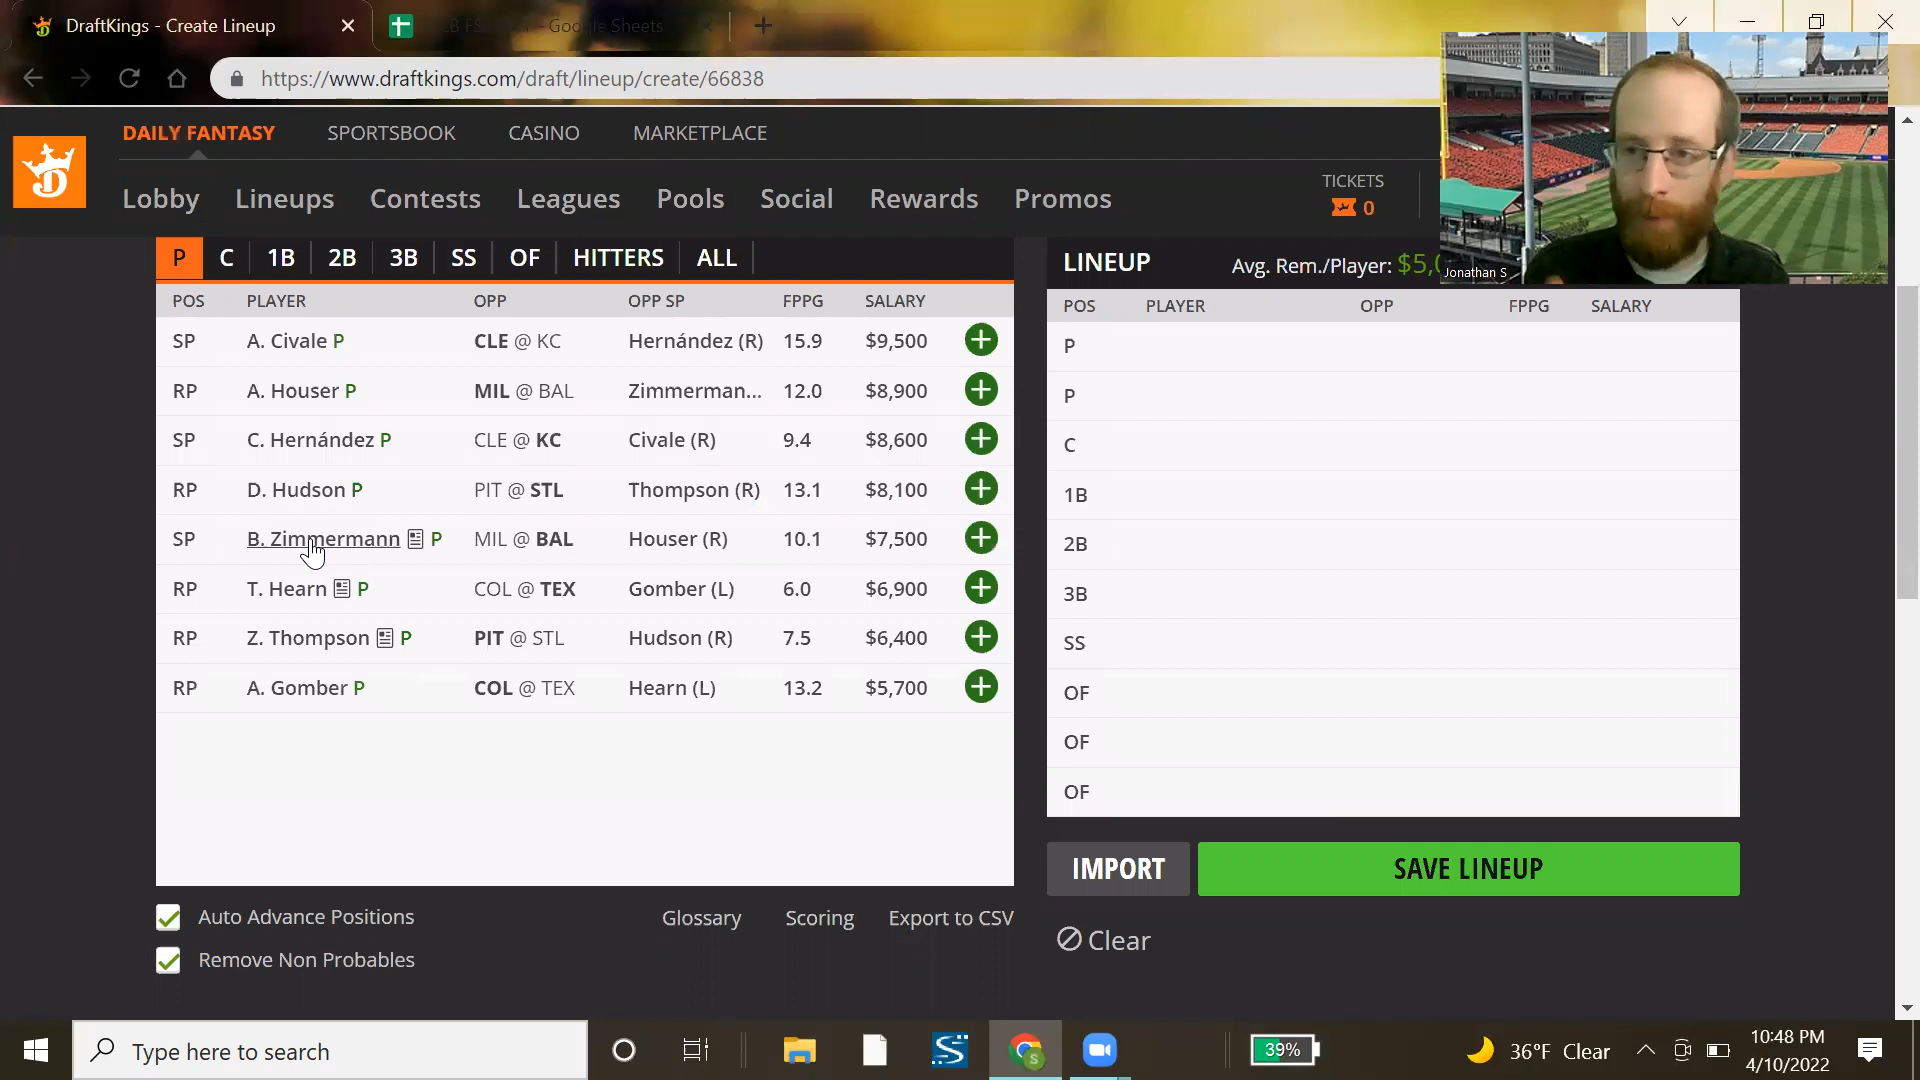 DraftKings - Create Lineup
Google Sheets
https://www.draftkings.com/draft/lineup/create/66838
DAILY FANTASY SPORTSBOOK CASINO MARKETPLACE
Lobby Lineups Contests Leagues Pools Social Rewards Promos
TICKETS
0
Jonathan S
P C 1B 2B 3B SS OF HITTERS ALL
POS PLAYER OPP OPP SP FPPG SALARY
SP A. Civale P CLE @ KC Hernández (R) 15.9 $9,500
RP A. Houser P MIL @ BAL Zimmerman... 12.0 $8,900
SP C. Hernández P CLE @ KC Civale (R) 9.4 $8,600
RP D. Hudson P PIT @ STL Thompson (R) 13.1 $8,100
SP B. Zimmermann P MIL @ BAL Houser (R) 10.1 $7,500
RP T. Hearn P COL @ TEX Gomber (L) 6.0 $6,900
RP Z. Thompson P PIT @ STL Hudson (R) 7.5 $6,400
RP A. Gomber P COL @ TEX Hearn (L) 13.2 $5,700
Auto Advance Positions
Remove Non Probables
Glossary Scoring Export to CSV
LINEUP Avg. Rem./Player:
POS PLAYER OPP FPPG SALARY
P
P
C
1B
2B
3B
SS
OF
OF
OF
IMPORT SAVE LINEUP
Clear
Type here to search
39%
36°F Clear
10:48 PM
4/10/2022